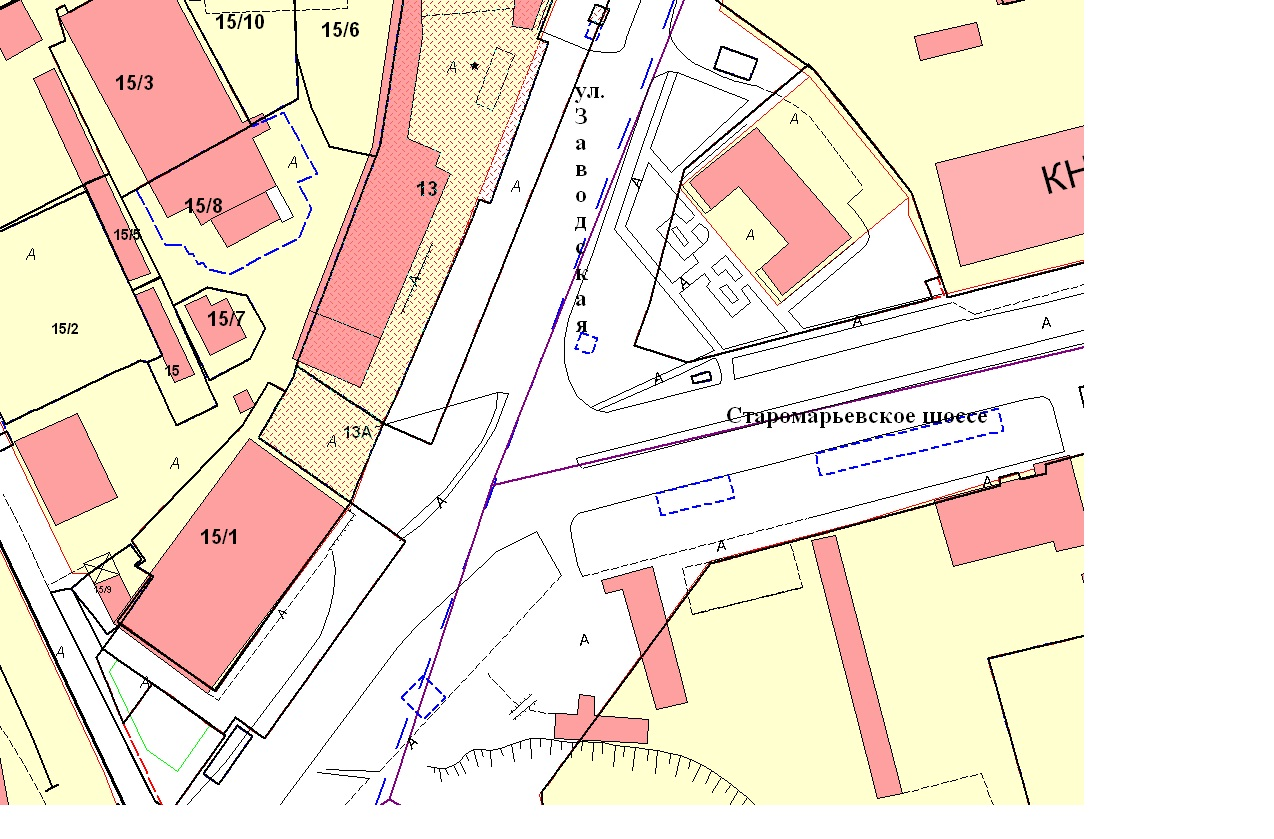 15/10
15/6
15/3
А
А
ул.
З
а
в
о
д
с
к
а
я
А
А
13
А
А
КН
15/8
15/5
А
А
А
А
15/2
15/7
А
А
15
А
Старомарьевское шоссе
13А
А
А
А
А
15/1
А
15/9
А
А
А
А
А